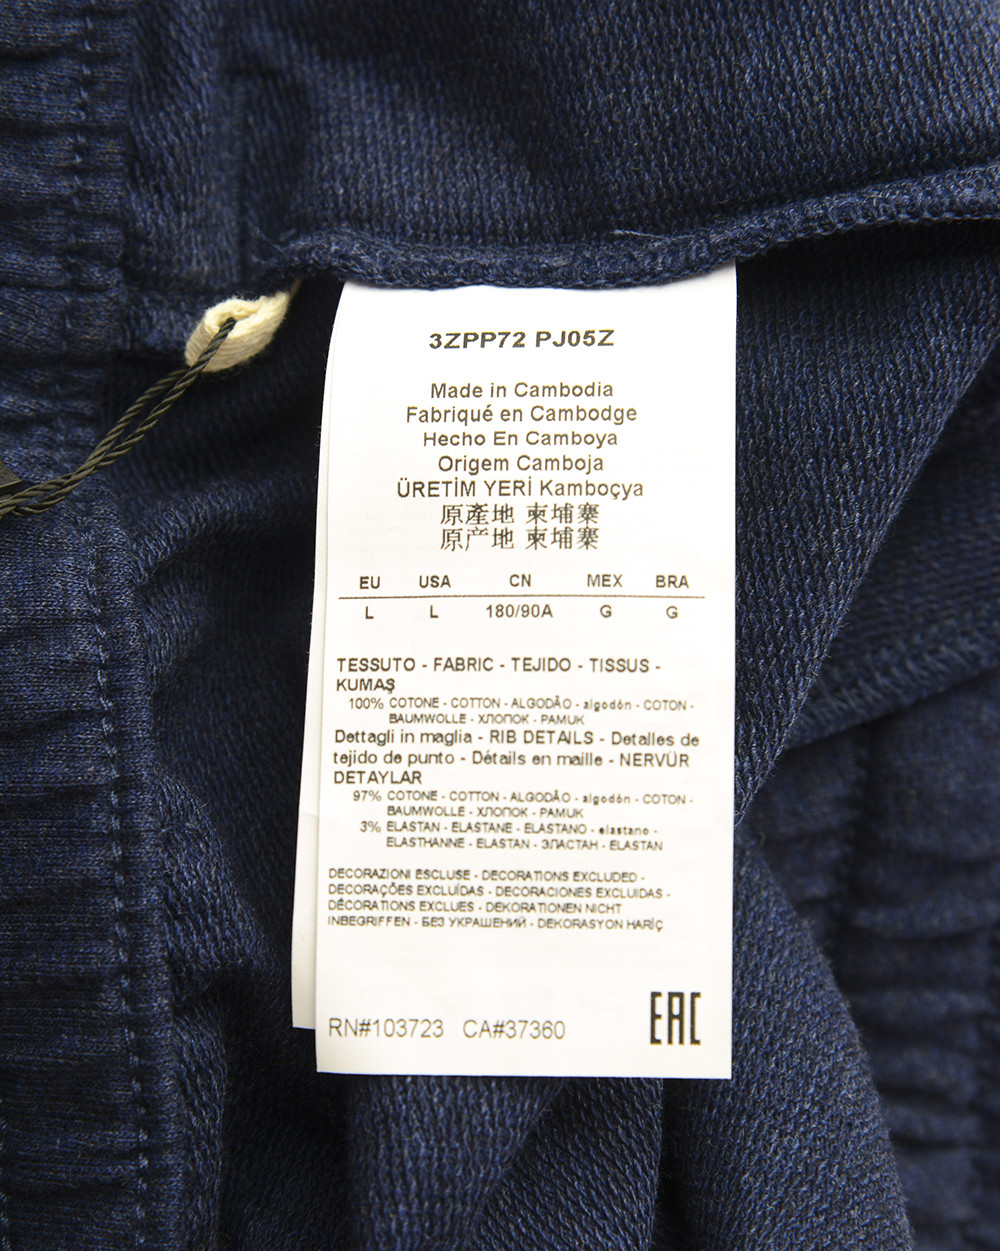 3ZPP72 PJ05Z
Made in Cambodia
Fabriqué en Cambodge
Hecho En Camboya
Origem Camboja
ÜRETİM YERİ Kamboçya
原產地 柬埔寨
原产地 柬埔寨
EU USA CN MEX BRA
L L 180/90A G G
TESSUTO - FABRIC - TEJIDO - TISSUS -
KUMAŞ
100% COTONE - COTTON - ALGODÃO - algodón - COTON -
BAUMWOLLE - ХЛОПОК - PAMUK
Dettagli in maglia - RIB DETAILS - Detalles de
tejido de punto - Détails en maille - NERVÜR
DETAYLAR
97% COTONE - COTTON - ALGODÃO - algodón - COTON -
BAUMWOLLE - ХЛОПОК - PAMUK
3% ELASTAN - ELASTANE - ELASTANO - elastano -
ELASTHANNE - ELASTAN - ЭЛАСТАН - ELASTAN
DECORAZIONI ESCLUSE - DECORATIONS EXCLUDED -
DECORAÇÕES EXCLUÍDAS - DECORACIONES EXCLUIDAS -
DÉCORATIONS EXCLUES - DEKORATIONEN NICHT
INBEGRIFFEN - БЕЗ УКРАШЕНИЙ - DEKORASYON HARİÇ
RN#103723 CA#37360 EAC